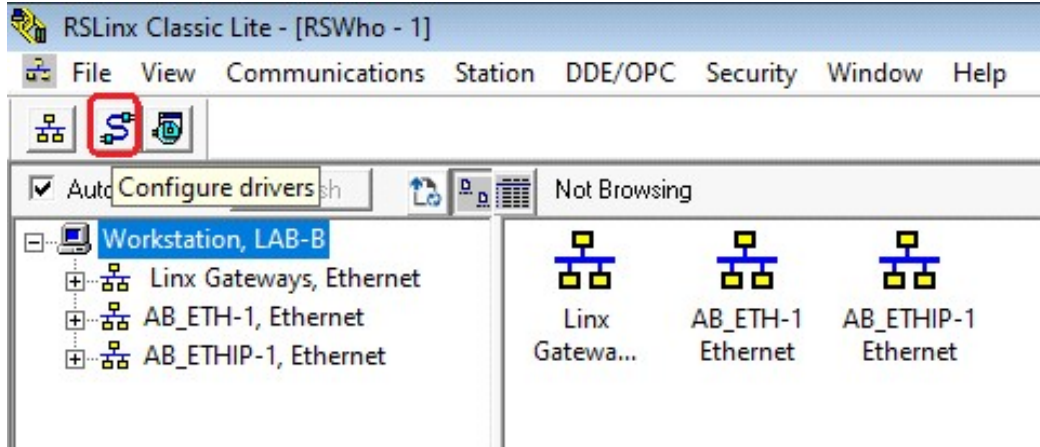 RSLinx Classic Lite - [RSWho - 1]
File View Communications Station DDE/OPC Security Window Help
Configure drivers
Not Browsing
Workstation, LAB-B
Linx Gateways, Ethernet
AB_ETH-1, Ethernet
AB_ETHIP-1, Ethernet
Linx
Gatewa...
AB_ETH-1
Ethernet
AB_ETHIP-1
Ethernet